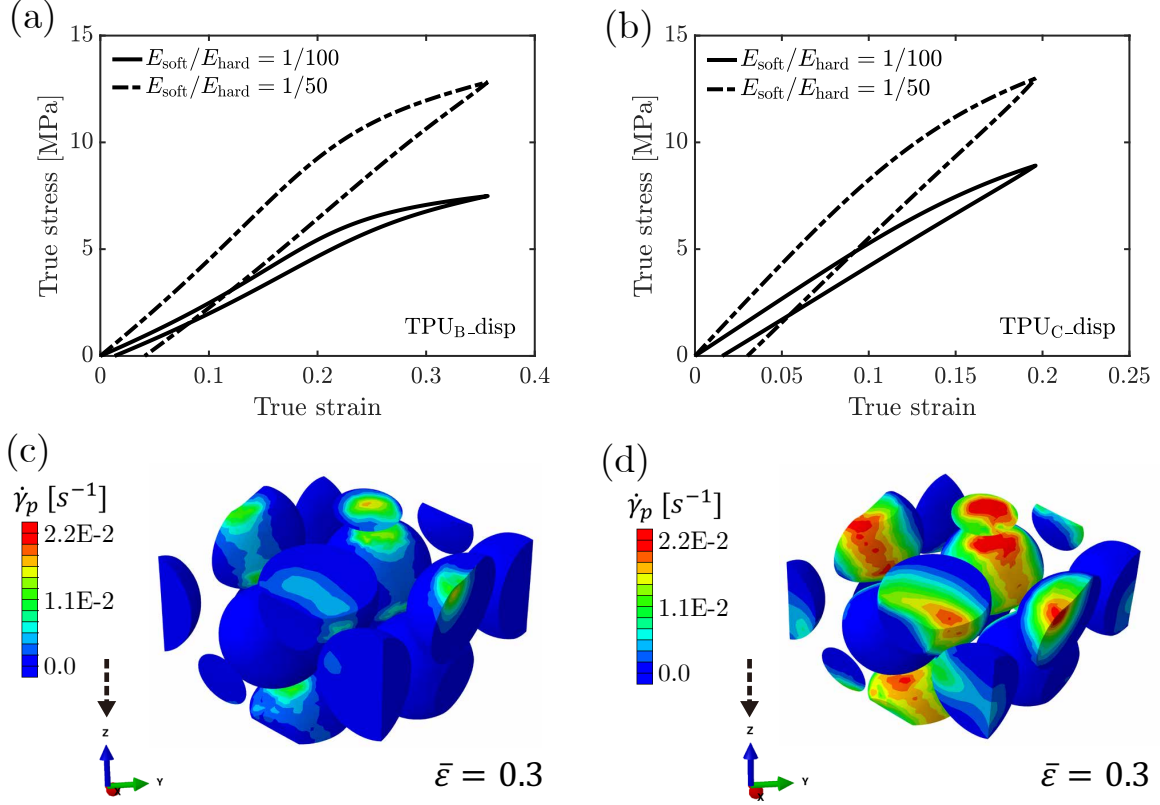 (a)
True stress [MPa]
15
10
5
0
E_soft/E_hard = 1/100
E_soft/E_hard = 1/50
TPU_B_disp
0 0.1 0.2 0.3 0.4
True strain
(b)
True stress [MPa]
15
10
5
0
E_soft/E_hard = 1/100
E_soft/E_hard = 1/50
TPU_C_disp
0 0.05 0.1 0.15 0.2 0.25
True strain
(c)
γ̇_p [s⁻¹]
2.2E-2
1.1E-2
0.0
Z
Y
X
ε̄ = 0.3
(d)
γ̇_p [s⁻¹]
2.2E-2
1.1E-2
0.0
Z
Y
X
ε̄ = 0.3